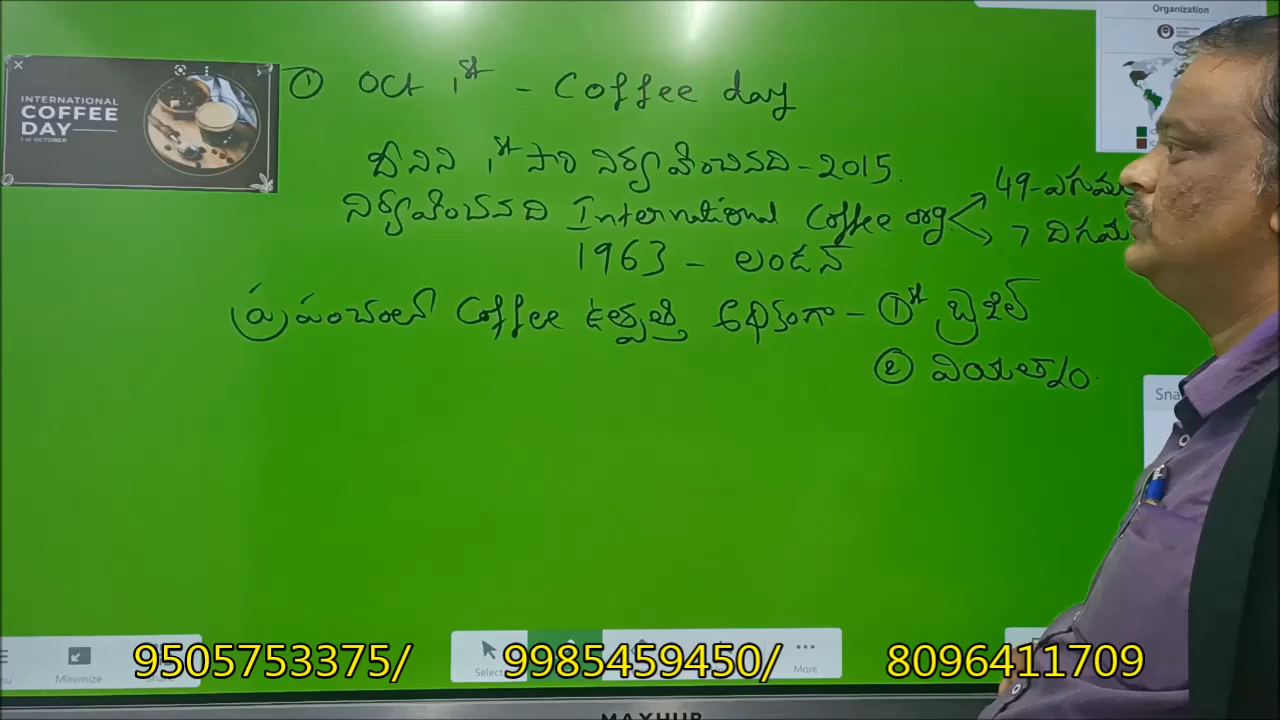 Organization
INTERNATIONAL
COFFEE
DAY
1st OCTOBER
① Oct 1st - Coffee day
దీనిని 1st సారి నిర్వహించినది - 2015.
నిర్వహించునది International Coffee org
49 - ఎగుమ
7 దిగుమ
1963 - లండన్
ప్రపంచంలో Coffee ఉత్పత్తి అధికంగా - ①st బ్రెజిల్
② వియత్నాం.
Sna
Minimize
Share
Select
More
9505753375/ 9985459450/ 8096411709
MAXHUB